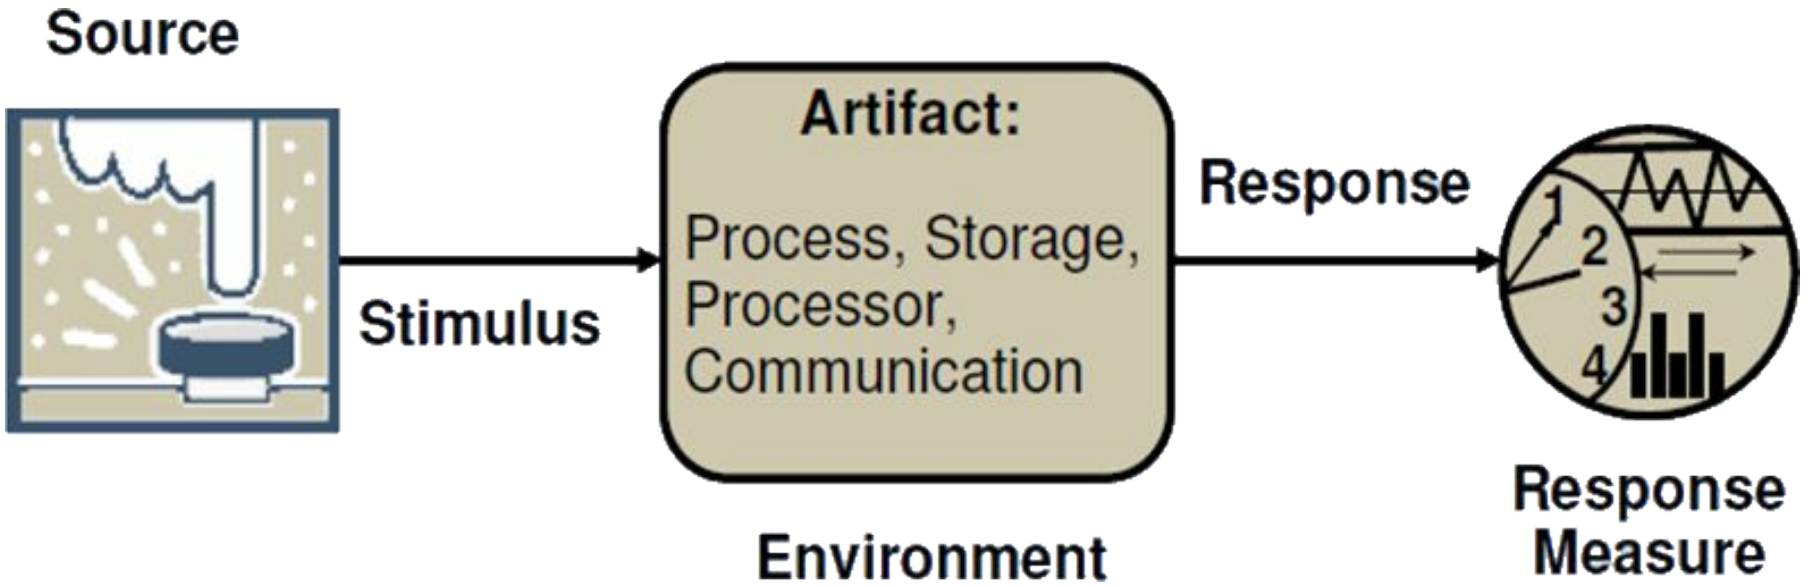 Source
Stimulus
Artifact:
Process, Storage,
Processor,
Communication
Environment
Response
1
2
3
4
Response
Measure